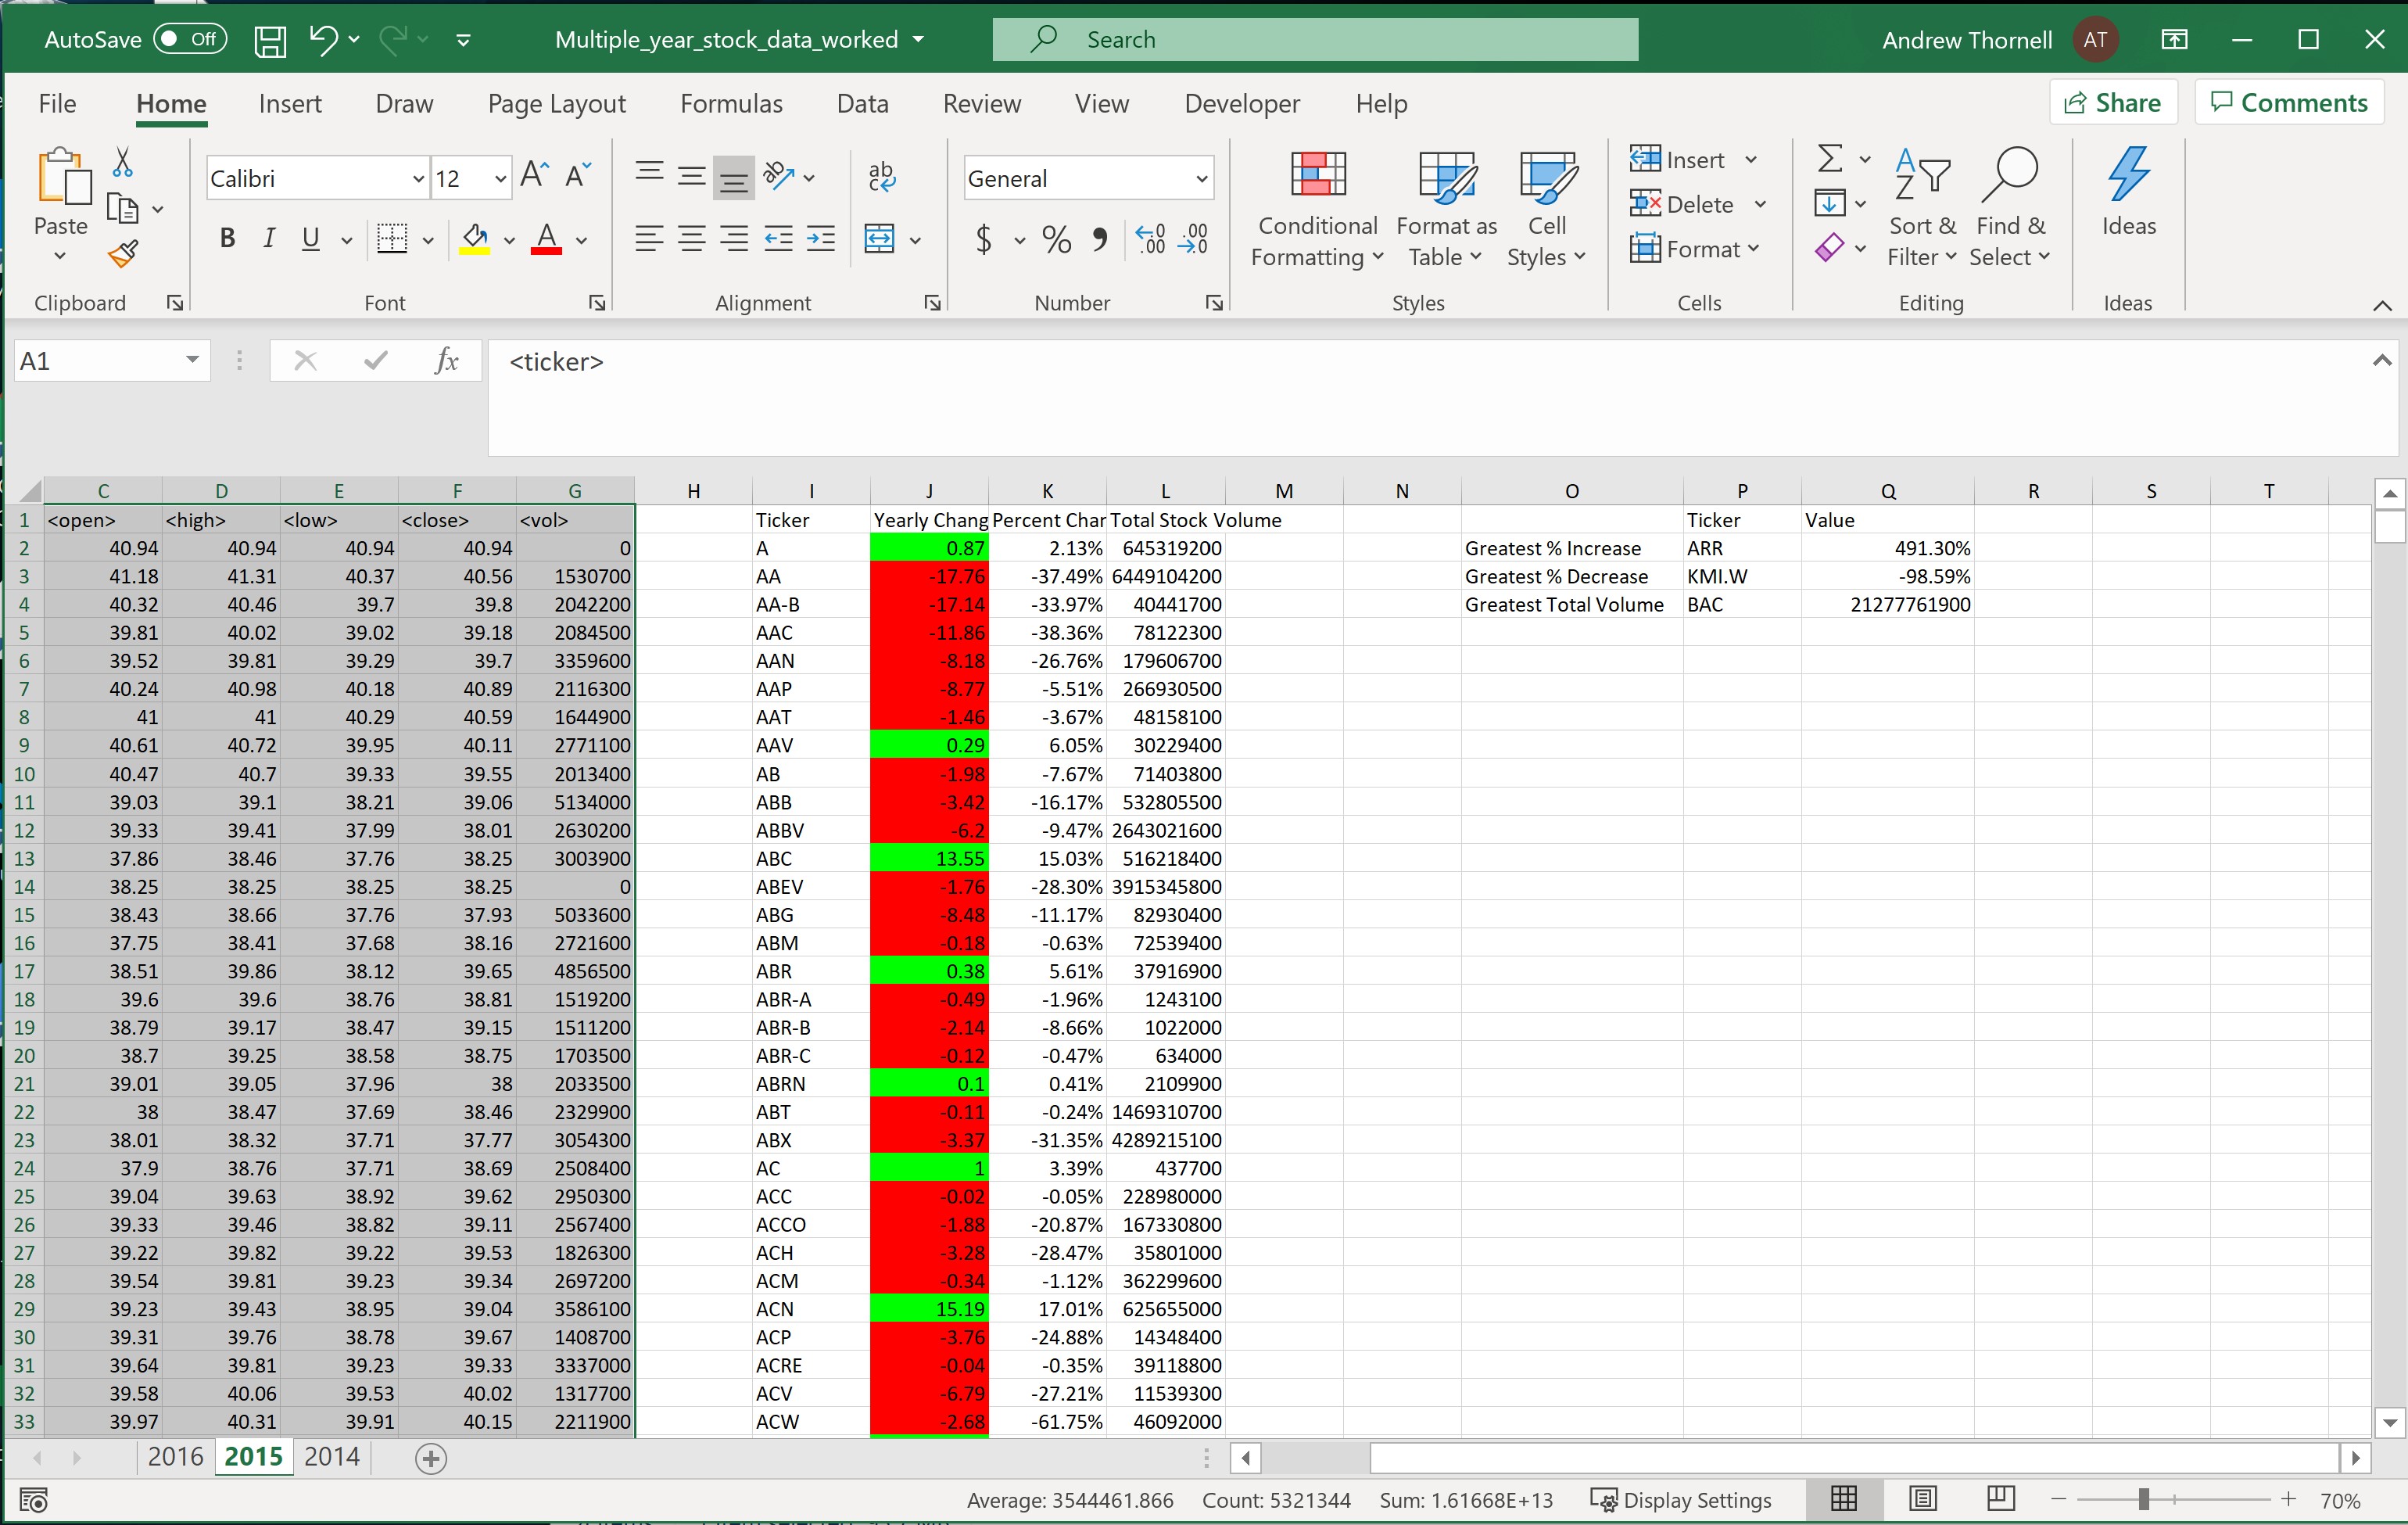 AutoSave Off Multiple_year_stock_data_worked Search Andrew Thornell AT
File Home Insert Draw Page Layout Formulas Data Review View Developer Help Share Comments
Paste Calibri 12 General Conditional Formatting Format as Table Cell Styles Insert Delete Format Sort & Filter Find & Select Ideas
Clipboard Font Alignment Number Styles Cells Editing Ideas
A1 fx <ticker>
C D E F G H I J K L M N O P Q R S T
1 <open> <high> <low> <close> <vol> Ticker Yearly Chang Percent Char Total Stock Volume Ticker Value
2 40.94 40.94 40.94 40.94 0 A 0.87 2.13% 645319200 Greatest % Increase ARR 491.30%
3 41.18 41.31 40.37 40.56 1530700 AA -17.76 -37.49% 6449104200 Greatest % Decrease KMI.W -98.59%
4 40.32 40.46 39.7 39.8 2042200 AA-B -17.14 -33.97% 40441700 Greatest Total Volume BAC 21277761900
5 39.81 40.02 39.02 39.18 2084500 AAC -11.86 -38.36% 78122300
6 39.52 39.81 39.29 39.7 3359600 AAN -8.18 -26.76% 179606700
7 40.24 40.98 40.18 40.89 2116300 AAP -8.77 -5.51% 266930500
8 41 41 40.29 40.59 1644900 AAT -1.46 -3.67% 48158100
9 40.61 40.72 39.95 40.11 2771100 AAV 0.29 6.05% 30229400
10 40.47 40.7 39.33 39.55 2013400 AB -1.98 -7.67% 71403800
11 39.03 39.1 38.21 39.06 5134000 ABB -3.42 -16.17% 532805500
12 39.33 39.41 37.99 38.01 2630200 ABBV -6.2 -9.47% 2643021600
13 37.86 38.46 37.76 38.25 3003900 ABC 13.55 15.03% 516218400
14 38.25 38.25 38.25 38.25 0 ABEV -1.76 -28.30% 3915345800
15 38.43 38.66 37.76 37.93 5033600 ABG -8.48 -11.17% 82930400
16 37.75 38.41 37.68 38.16 2721600 ABM -0.18 -0.63% 72539400
17 38.51 39.86 38.12 39.65 4856500 ABR 0.38 5.61% 37916900
18 39.6 39.6 38.76 38.81 1519200 ABR-A -0.49 -1.96% 1243100
19 38.79 39.17 38.47 39.15 1511200 ABR-B -2.14 -8.66% 1022000
20 38.7 39.25 38.58 38.75 1703500 ABR-C -0.12 -0.47% 634000
21 39.01 39.05 37.96 38 2033500 ABRN 0.1 0.41% 2109900
22 38 38.47 37.69 38.46 2329900 ABT -0.11 -0.24% 1469310700
23 38.01 38.32 37.71 37.77 3054300 ABX -3.37 -31.35% 4289215100
24 37.9 38.76 37.71 38.69 2508400 AC 1 3.39% 437700
25 39.04 39.63 38.92 39.62 2950300 ACC -0.02 -0.05% 228980000
26 39.33 39.46 38.82 39.11 2567400 ACCO -1.88 -20.87% 167330800
27 39.22 39.82 39.22 39.53 1826300 ACH -3.28 -28.47% 35801000
28 39.54 39.81 39.23 39.34 2697200 ACM -0.34 -1.12% 362299600
29 39.23 39.43 38.95 39.04 3586100 ACN 15.19 17.01% 625655000
30 39.31 39.76 38.78 39.67 1408700 ACP -3.76 -24.88% 14348400
31 39.64 39.81 39.23 39.33 3337000 ACRE -0.04 -0.35% 39118800
32 39.58 40.06 39.53 40.02 1317700 ACV -6.79 -27.21% 11539300
33 39.97 40.31 39.91 40.15 2211900 ACW -2.68 -61.75% 46092000
2016 2015 2014
Average: 3544461.866 Count: 5321344 Sum: 1.61668E+13 Display Settings 70%